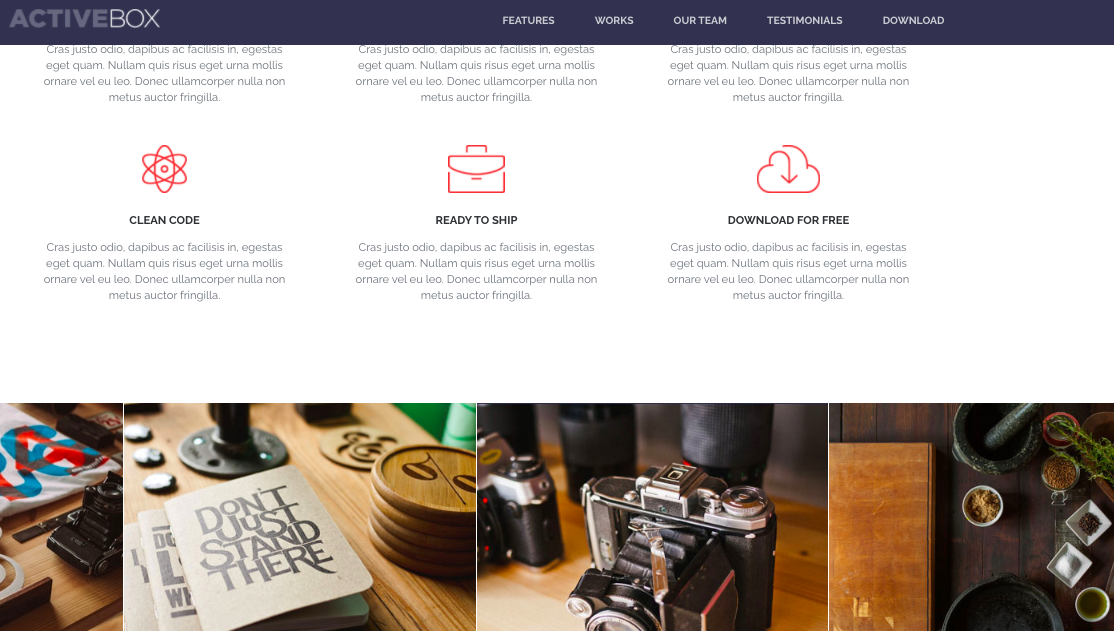 ACTIVEBOX
FEATURES WORKS OUR TEAM TESTIMONIALS DOWNLOAD
Cras justo odio, dapibus ac facilisis in, egestas
eget quam. Nullam quis risus eget urna mollis
ornare vel eu leo. Donec ullamcorper nulla non
metus auctor fringilla.
Cras justo odio, dapibus ac facilisis in, egestas
eget quam. Nullam quis risus eget urna mollis
ornare vel eu leo. Donec ullamcorper nulla non
metus auctor fringilla.
Cras justo odio, dapibus ac facilisis in, egestas
eget quam. Nullam quis risus eget urna mollis
ornare vel eu leo. Donec ullamcorper nulla non
metus auctor fringilla.
CLEAN CODE
Cras justo odio, dapibus ac facilisis in, egestas
eget quam. Nullam quis risus eget urna mollis
ornare vel eu leo. Donec ullamcorper nulla non
metus auctor fringilla.
READY TO SHIP
Cras justo odio, dapibus ac facilisis in, egestas
eget quam. Nullam quis risus eget urna mollis
ornare vel eu leo. Donec ullamcorper nulla non
metus auctor fringilla.
DOWNLOAD FOR FREE
Cras justo odio, dapibus ac facilisis in, egestas
eget quam. Nullam quis risus eget urna mollis
ornare vel eu leo. Donec ullamcorper nulla non
metus auctor fringilla.
DON'T
JUST
STAND
THERE